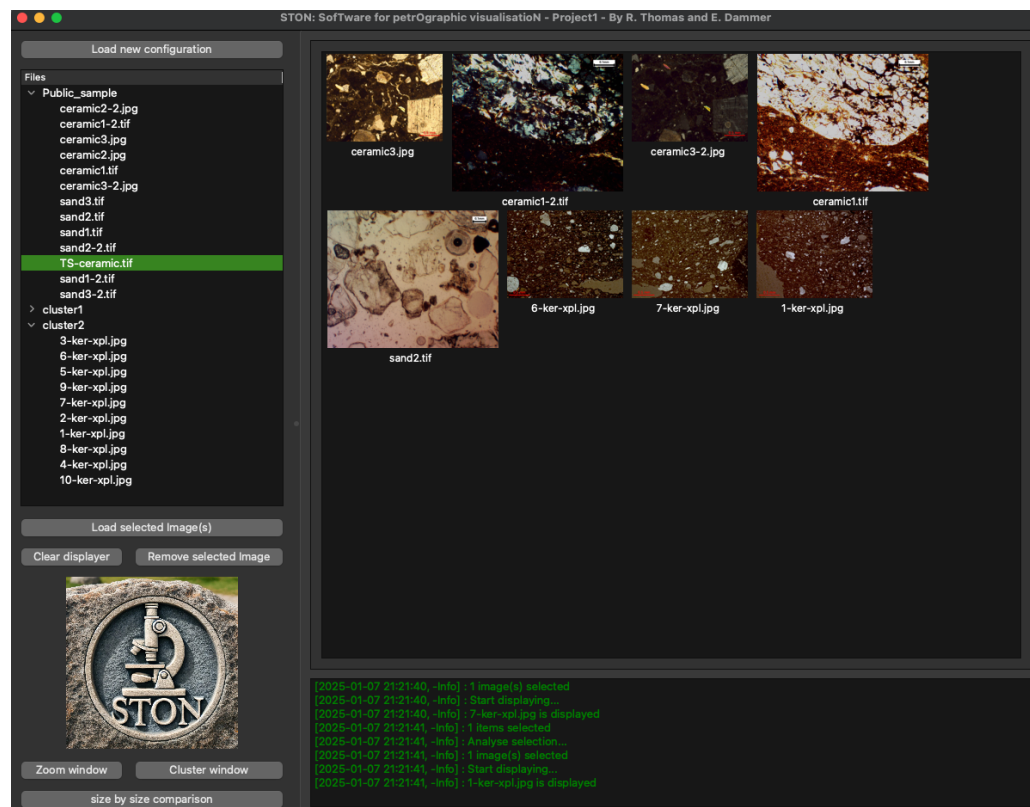 STON: SofTware for petrOgraphic visualisatioN - Project1 - By R. Thomas and E. Dammer
Load new configuration
Files
Public_sample
ceramic2-2.jpg
ceramic1-2.tif
ceramic3.jpg
ceramic2.jpg
ceramic1.tif
ceramic3-2.jpg
sand3.tif
sand2.tif
sand1.tif
sand2-2.tif
TS-ceramic.tif
sand1-2.tif
sand3-2.tif
cluster1
cluster2
3-ker-xpl.jpg
6-ker-xpl.jpg
5-ker-xpl.jpg
9-ker-xpl.jpg
7-ker-xpl.jpg
2-ker-xpl.jpg
1-ker-xpl.jpg
8-ker-xpl.jpg
4-ker-xpl.jpg
10-ker-xpl.jpg
Load selected Image(s)
Clear displayer
Remove selected Image
STON
Zoom window
Cluster window
size by size comparison
ceramic3.jpg
ceramic1-2.tif
ceramic3-2.jpg
ceramic1.tif
sand2.tif
6-ker-xpl.jpg
7-ker-xpl.jpg
1-ker-xpl.jpg
[2025-01-07 21:21:40, -Info] : 1 image(s) selected
[2025-01-07 21:21:40, -Info] : Start displaying...
[2025-01-07 21:21:40, -Info] : 7-ker-xpl.jpg is displayed
[2025-01-07 21:21:41, -Info] : 1 items selected
[2025-01-07 21:21:41, -Info] : Analyse selection...
[2025-01-07 21:21:41, -Info] : 1 image(s) selected
[2025-01-07 21:21:41, -Info] : Start displaying...
[2025-01-07 21:21:41, -Info] : 1-ker-xpl.jpg is displayed